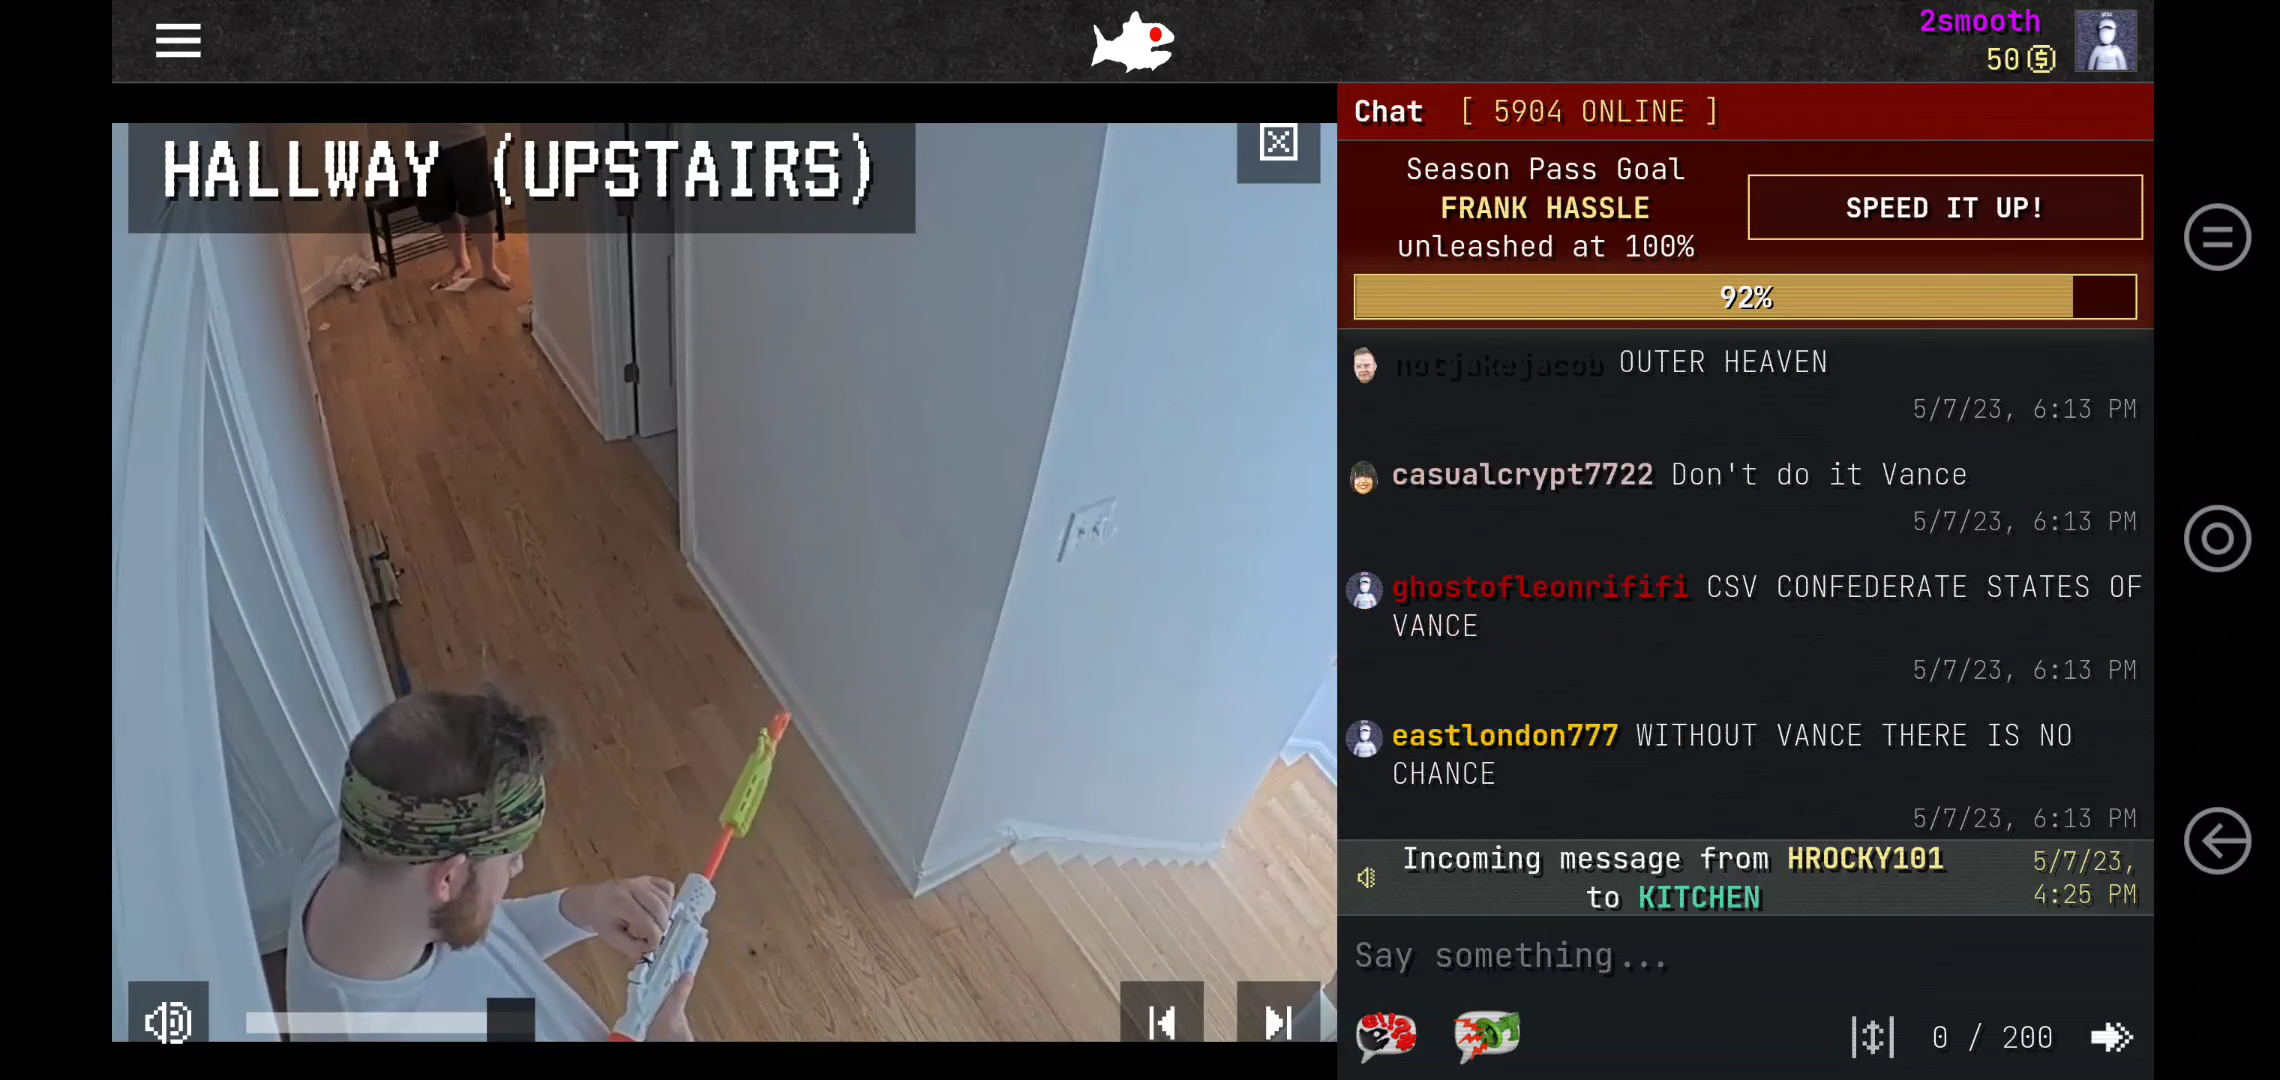 2smooth
50
HALLWAY (UPSTAIRS)
Chat [ 5904 ONLINE ]
Season Pass Goal
FRANK HASSLE
unleashed at 100%
SPEED IT UP!
92%
notjakejacob OUTER HEAVEN
5/7/23, 6:13 PM
casualcrypt7722 Don't do it Vance
5/7/23, 6:13 PM
ghostofleonrififi CSV CONFEDERATE STATES OF
VANCE
5/7/23, 6:13 PM
eastlondon777 WITHOUT VANCE THERE IS NO
CHANCE
5/7/23, 6:13 PM
Incoming message from HROCKY101
to KITCHEN
5/7/23,
4:25 PM
Say something...
0 / 200